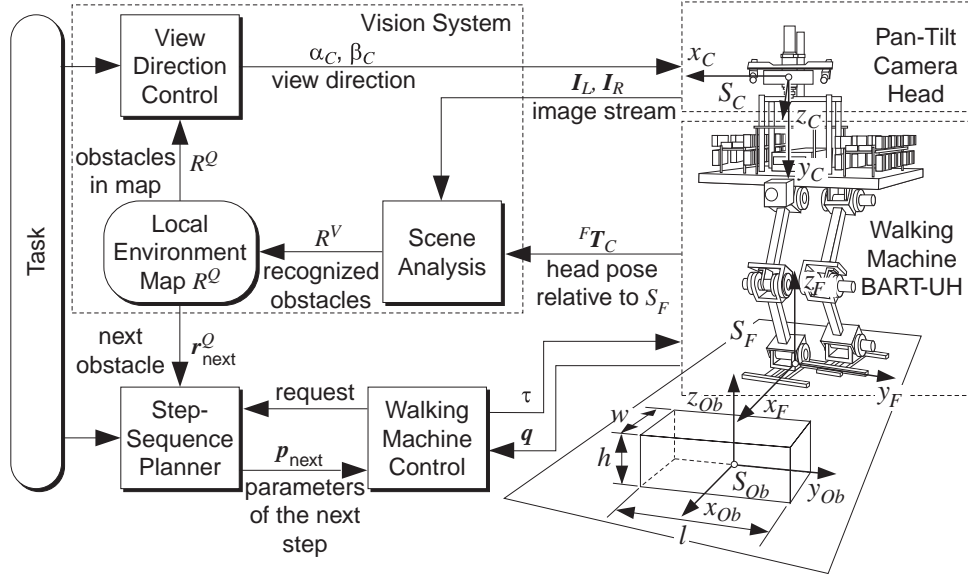 Vision System
View
Direction
Control
α_C, β_C
view direction
I_L, I_R
image stream
x_C
S_C
z_C
y_C
Pan-Tilt
Camera
Head
obstacles
in map
R^Q
Task
Local
Environment
Map R^Q
R^V
recognized
obstacles
Scene
Analysis
^F T_C
head pose
relative to S_F
Walking
Machine
BART-UH
z_F
S_F
x_F
y_F
next
obstacle
r^Q_next
Step-
Sequence
Planner
request
p_next
parameters
of the next
step
Walking
Machine
Control
τ
q
w
h
l
z_Ob
S_Ob
x_Ob
y_Ob